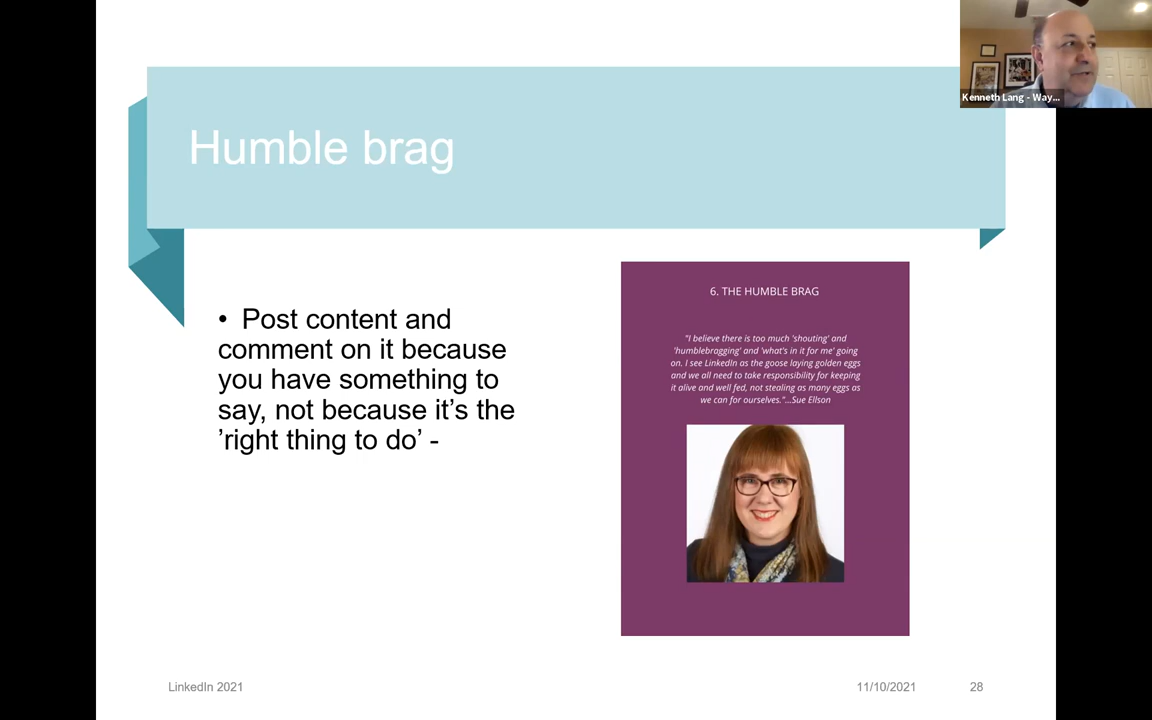 Kenneth Lang - Way...
Humble brag
• Post content and
comment on it because
you have something to
say, not because it’s the
’right thing to do’ -
6. THE HUMBLE BRAG
"I believe there is too much 'shouting' and
'humblebragging' and 'what's in it for me' going
on. I see LinkedIn as the goose laying golden eggs
and we all need to take responsibility for keeping
it alive and well fed, not stealing as many eggs as
we can for ourselves."...Sue Ellson
LinkedIn 2021
11/10/2021
28